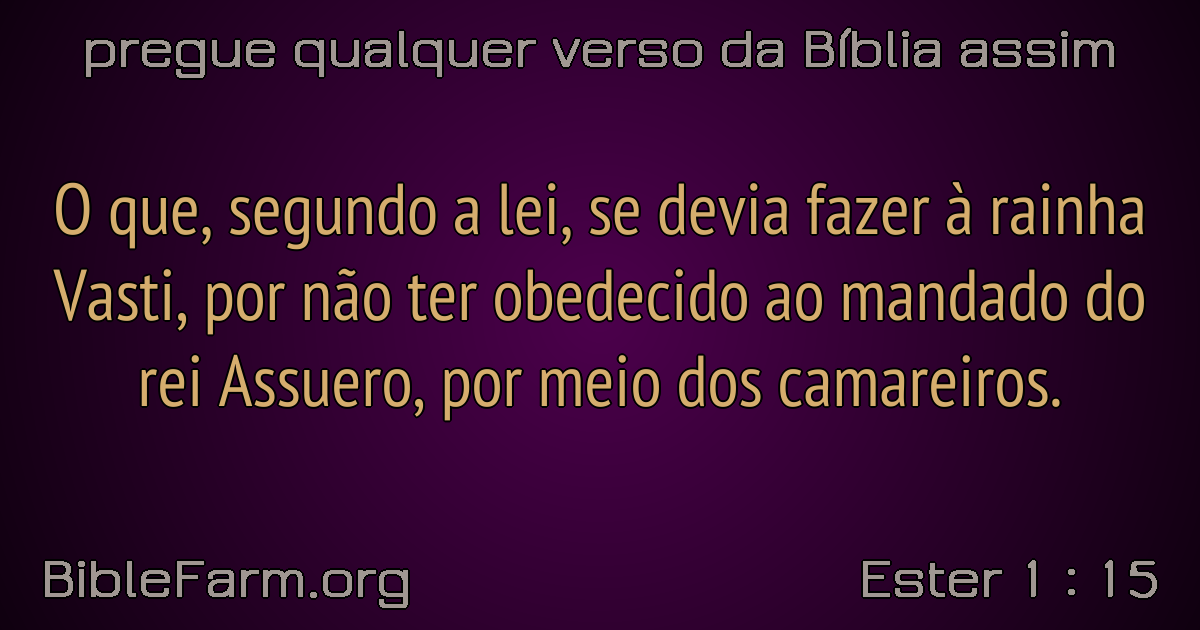 pregue qualquer verso da Bíblia assim
O que, segundo a lei, se devia fazer à rainha
Vasti, por não ter obedecido ao mandado do
rei Assuero, por meio dos camareiros.
BibleFarm.org
Ester 1 : 15